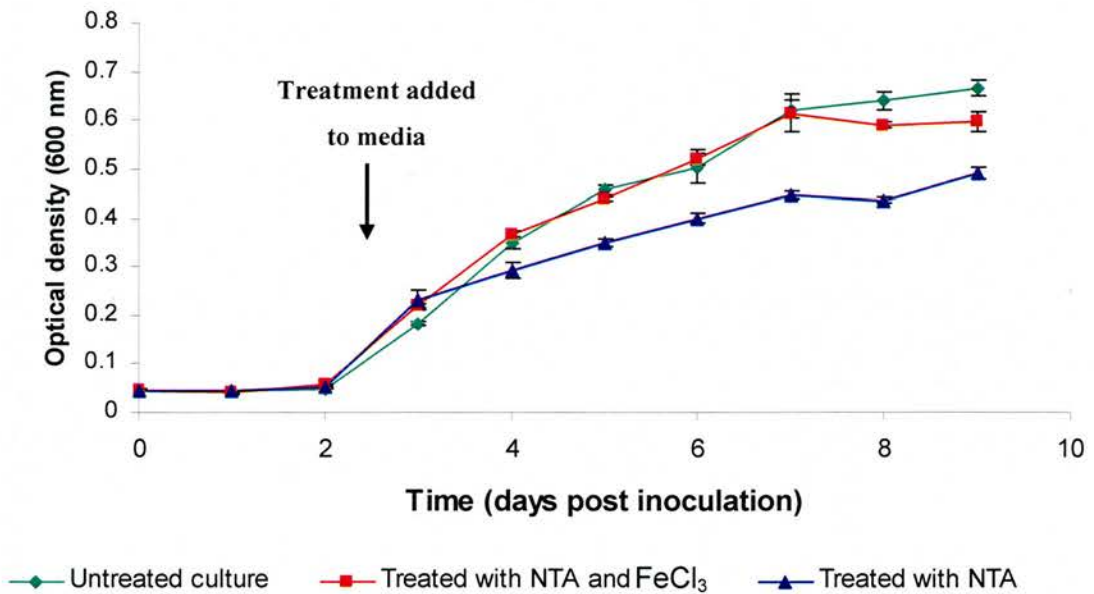 0.8
0.7
0.6
0.5
0.4
0.3
0.2
0.1
0
Optical density (600 nm)
Treatment added
to media
0 2 4 6 8 10
Time (days post inoculation)
Untreated culture Treated with NTA and FeCl₃ Treated with NTA